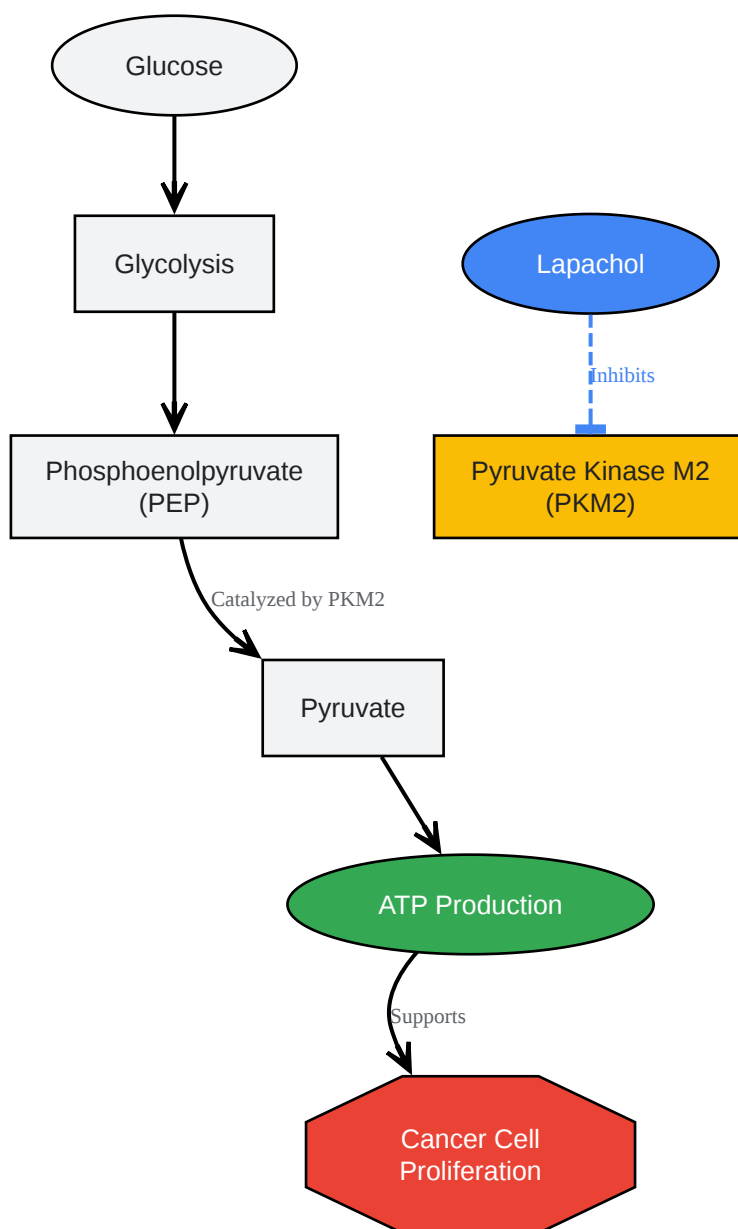 Glucose
Glycolysis
Lapachol
Inhibits
Phosphoenolpyruvate
(PEP)
Pyruvate Kinase M2
(PKM2)
Catalyzed by PKM2
Pyruvate
ATP Production
Supports
Cancer Cell
Proliferation